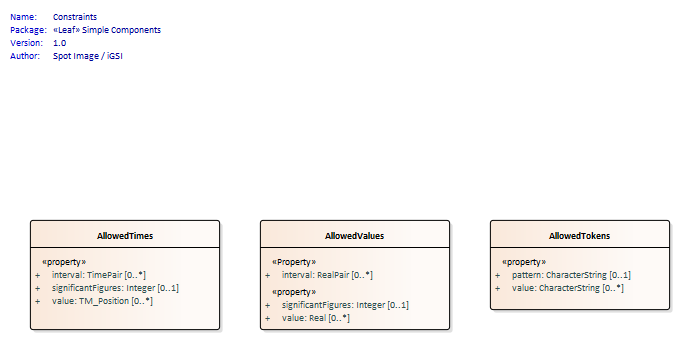 Name: Constraints
Package: «Leaf» Simple Components
Version: 1.0
Author: Spot Image / iGSI
AllowedTimes
«property»
+ interval: TimePair [0..*]
+ significantFigures: Integer [0..1]
+ value: TM_Position [0..*]
AllowedValues
«Property»
+ interval: RealPair [0..*]
«property»
+ significantFigures: Integer [0..1]
+ value: Real [0..*]
AllowedTokens
«property»
+ pattern: CharacterString [0..1]
+ value: CharacterString [0..*]